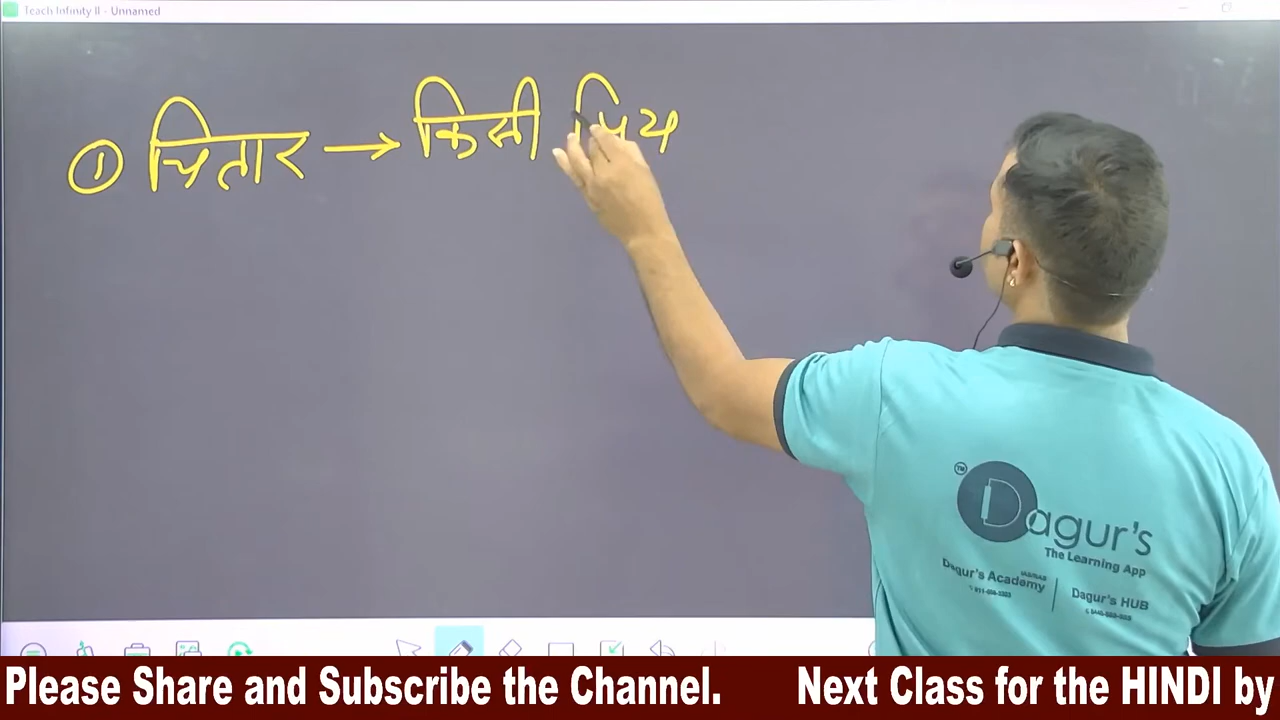 Teach Infinity II - Unnamed
① चितार → किसी प्रिय
TM
Dagur's
The Learning App
Dagur's Academy
Dagur's HUB
Please Share and Subscribe the Channel. Next Class for the HINDI by